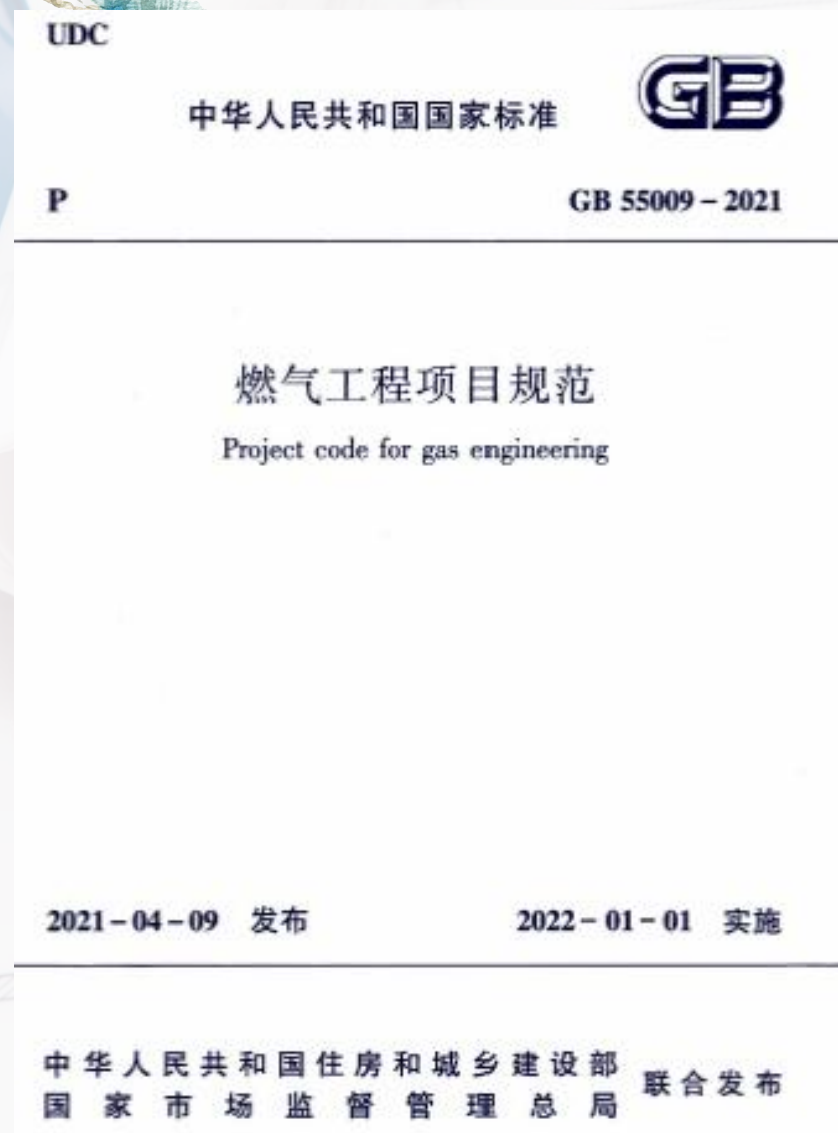 UDC
中华人民共和国国家标准
GB
P
GB 55009－2021
燃气工程项目规范
Project code for gas engineering
2021－04－09 发布
2022－01－01 实施
中华人民共和国住房和城乡建设部
国家市场监督管理总局
联合发布